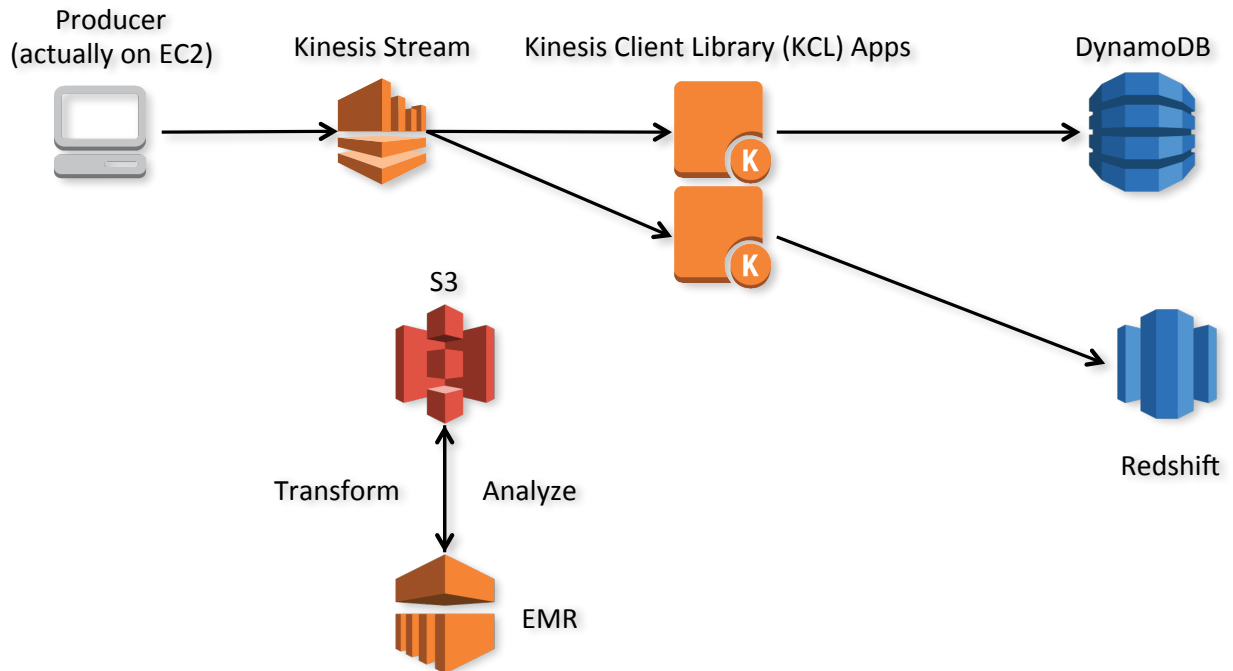 Producer
(actually on EC2)
Kinesis Stream
Kinesis Client Library (KCL) Apps
DynamoDB
K
K
S3
Redshift
Transform
Analyze
EMR